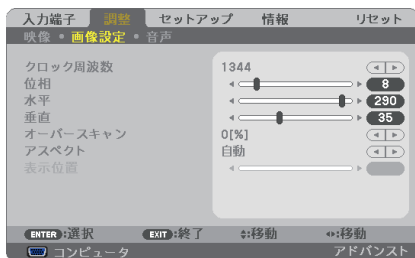 入力端子 調整 セットアップ 情報 リセット
映像 • 画像設定 • 音声
クロック周波数 1344
位相 8
水平 290
垂直 35
オーバースキャン 0[%]
アスペクト 自動
表示位置
ENTER:選択 EXIT:終了 :移動 :移動
コンピュータ アドバンスト